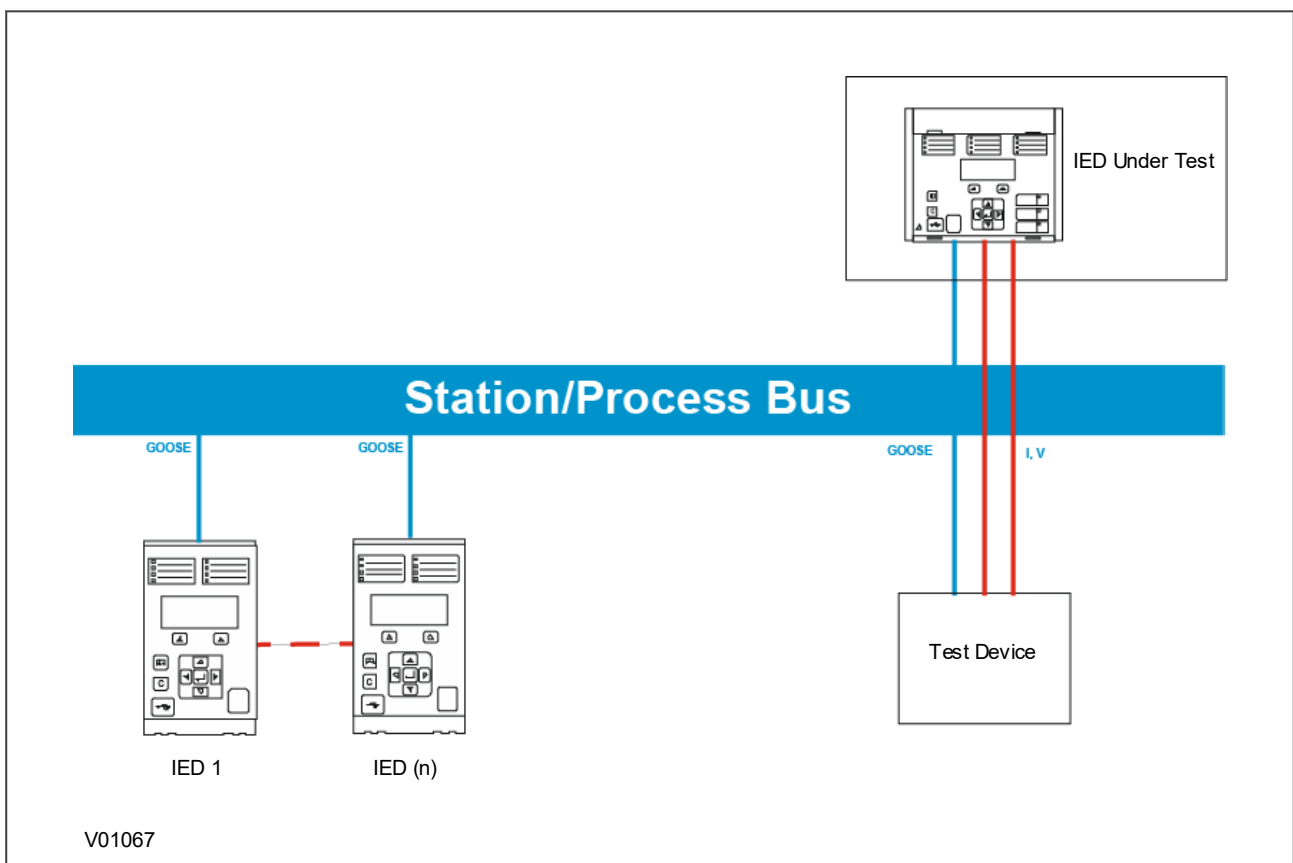 IED Under Test
Station/Process Bus
GOOSE
GOOSE
GOOSE
I, V
Test Device
C
C
C
IED 1
IED (n)
V01067